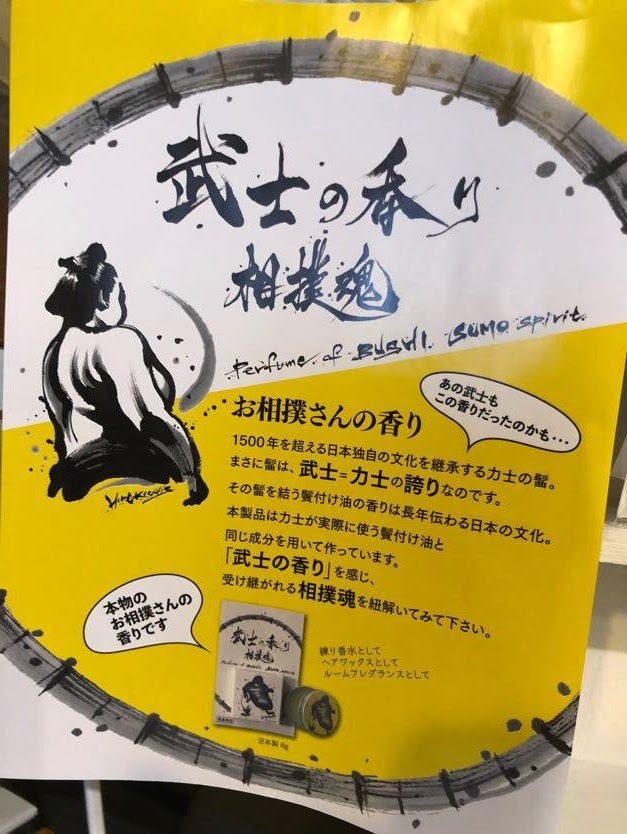 武士の香り
相撲魂
Perfume of BUSHI Sumo spirit.
お相撲さんの香り
あの武士も
この香りだったのかも…
1500年を超える日本独自の文化を継承する力士の髷。
まさに髷は、武士=力士の誇りなのです。
その髷を結う鬢付け油の香りは長年伝わる日本の文化。
本製品は力士が実際に使う鬢付け油と
同じ成分を用いて作っています。
「武士の香り」を感じ、
受け継がれる相撲魂を紐解いてみて下さい。
本物の
お相撲さんの
香りです
武士の香り
相撲魂
練り香水として
ヘアワックスとして
ルームフレグランスとして
日本製 8g